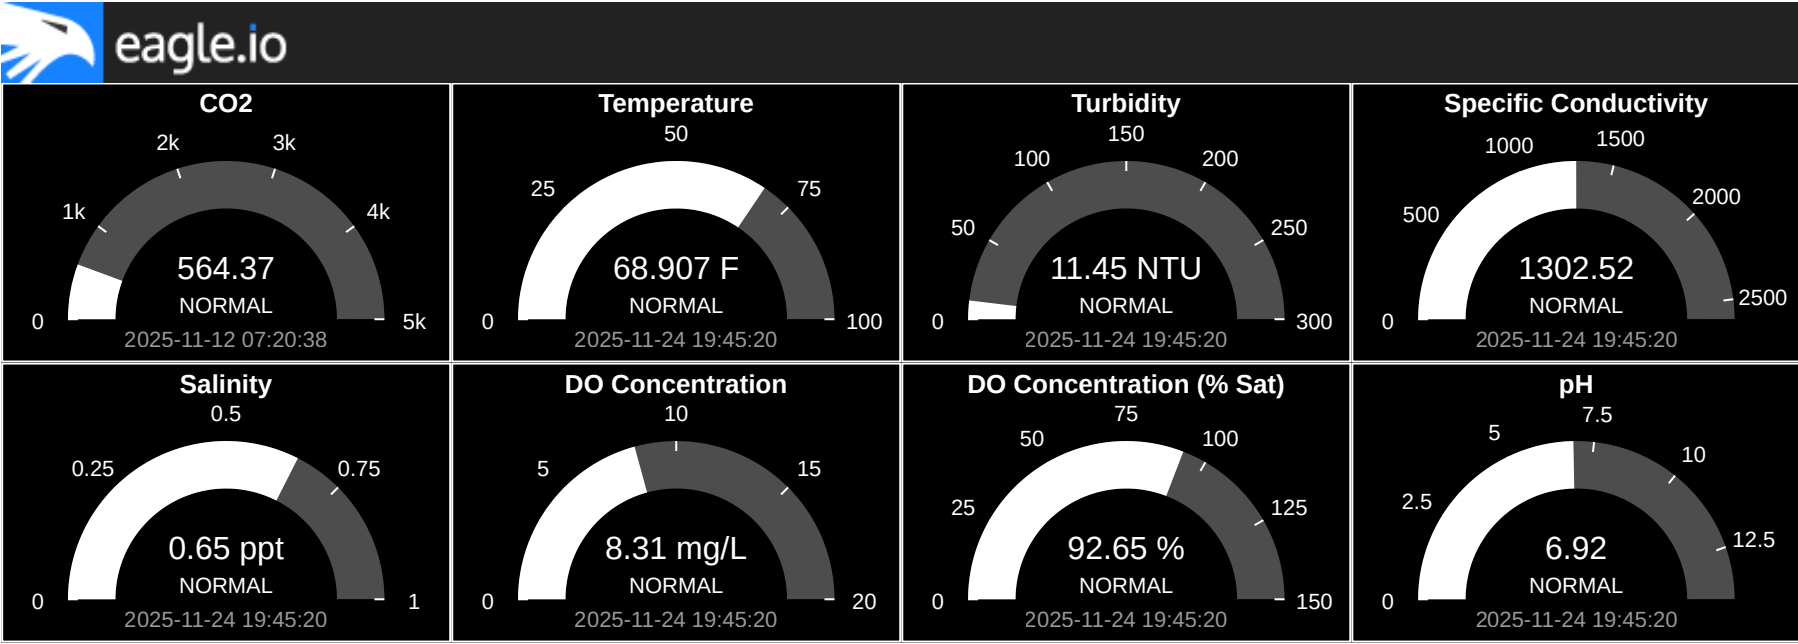 eagle.io
CO2
2k 3k
1k 4k
564.37
NORMAL
0 5k
2025-11-12 07:20:38
Temperature
50
25 75
68.907 F
NORMAL
0 100
2025-11-24 19:45:20
Turbidity
150
100 200
50 250
11.45 NTU
NORMAL
0 300
2025-11-24 19:45:20
Specific Conductivity
1000 1500
500 2000
1302.52
2500
NORMAL
0
2025-11-24 19:45:20
Salinity
0.5
0.25 0.75
0.65 ppt
NORMAL
0 1
2025-11-24 19:45:20
DO Concentration
10
5 15
8.31 mg/L
NORMAL
0 20
2025-11-24 19:45:20
DO Concentration (% Sat)
75
50 100
25 125
92.65 %
NORMAL
0 150
2025-11-24 19:45:20
pH
7.5
5 10
2.5 12.5
6.92
NORMAL
0
2025-11-24 19:45:20